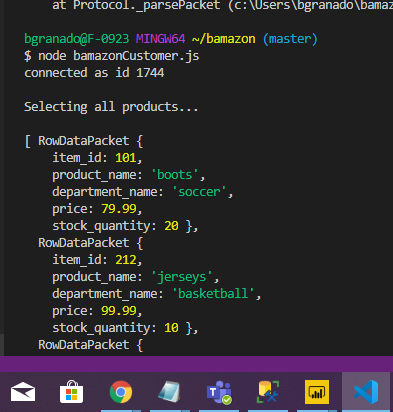 at Protocol._parsePacket (c:\Users\bgranado\bamaz
bgranado@F-0923 MINGW64 ~/bamazon (master)
$ node bamazonCustomer.js
connected as id 1744
Selecting all products...
[ RowDataPacket {
item_id: 101,
product_name: 'boots',
department_name: 'soccer',
price: 79.99,
stock_quantity: 20 },
RowDataPacket {
item_id: 212,
product_name: 'jerseys',
department_name: 'basketball',
price: 99.99,
stock_quantity: 10 },
RowDataPacket {